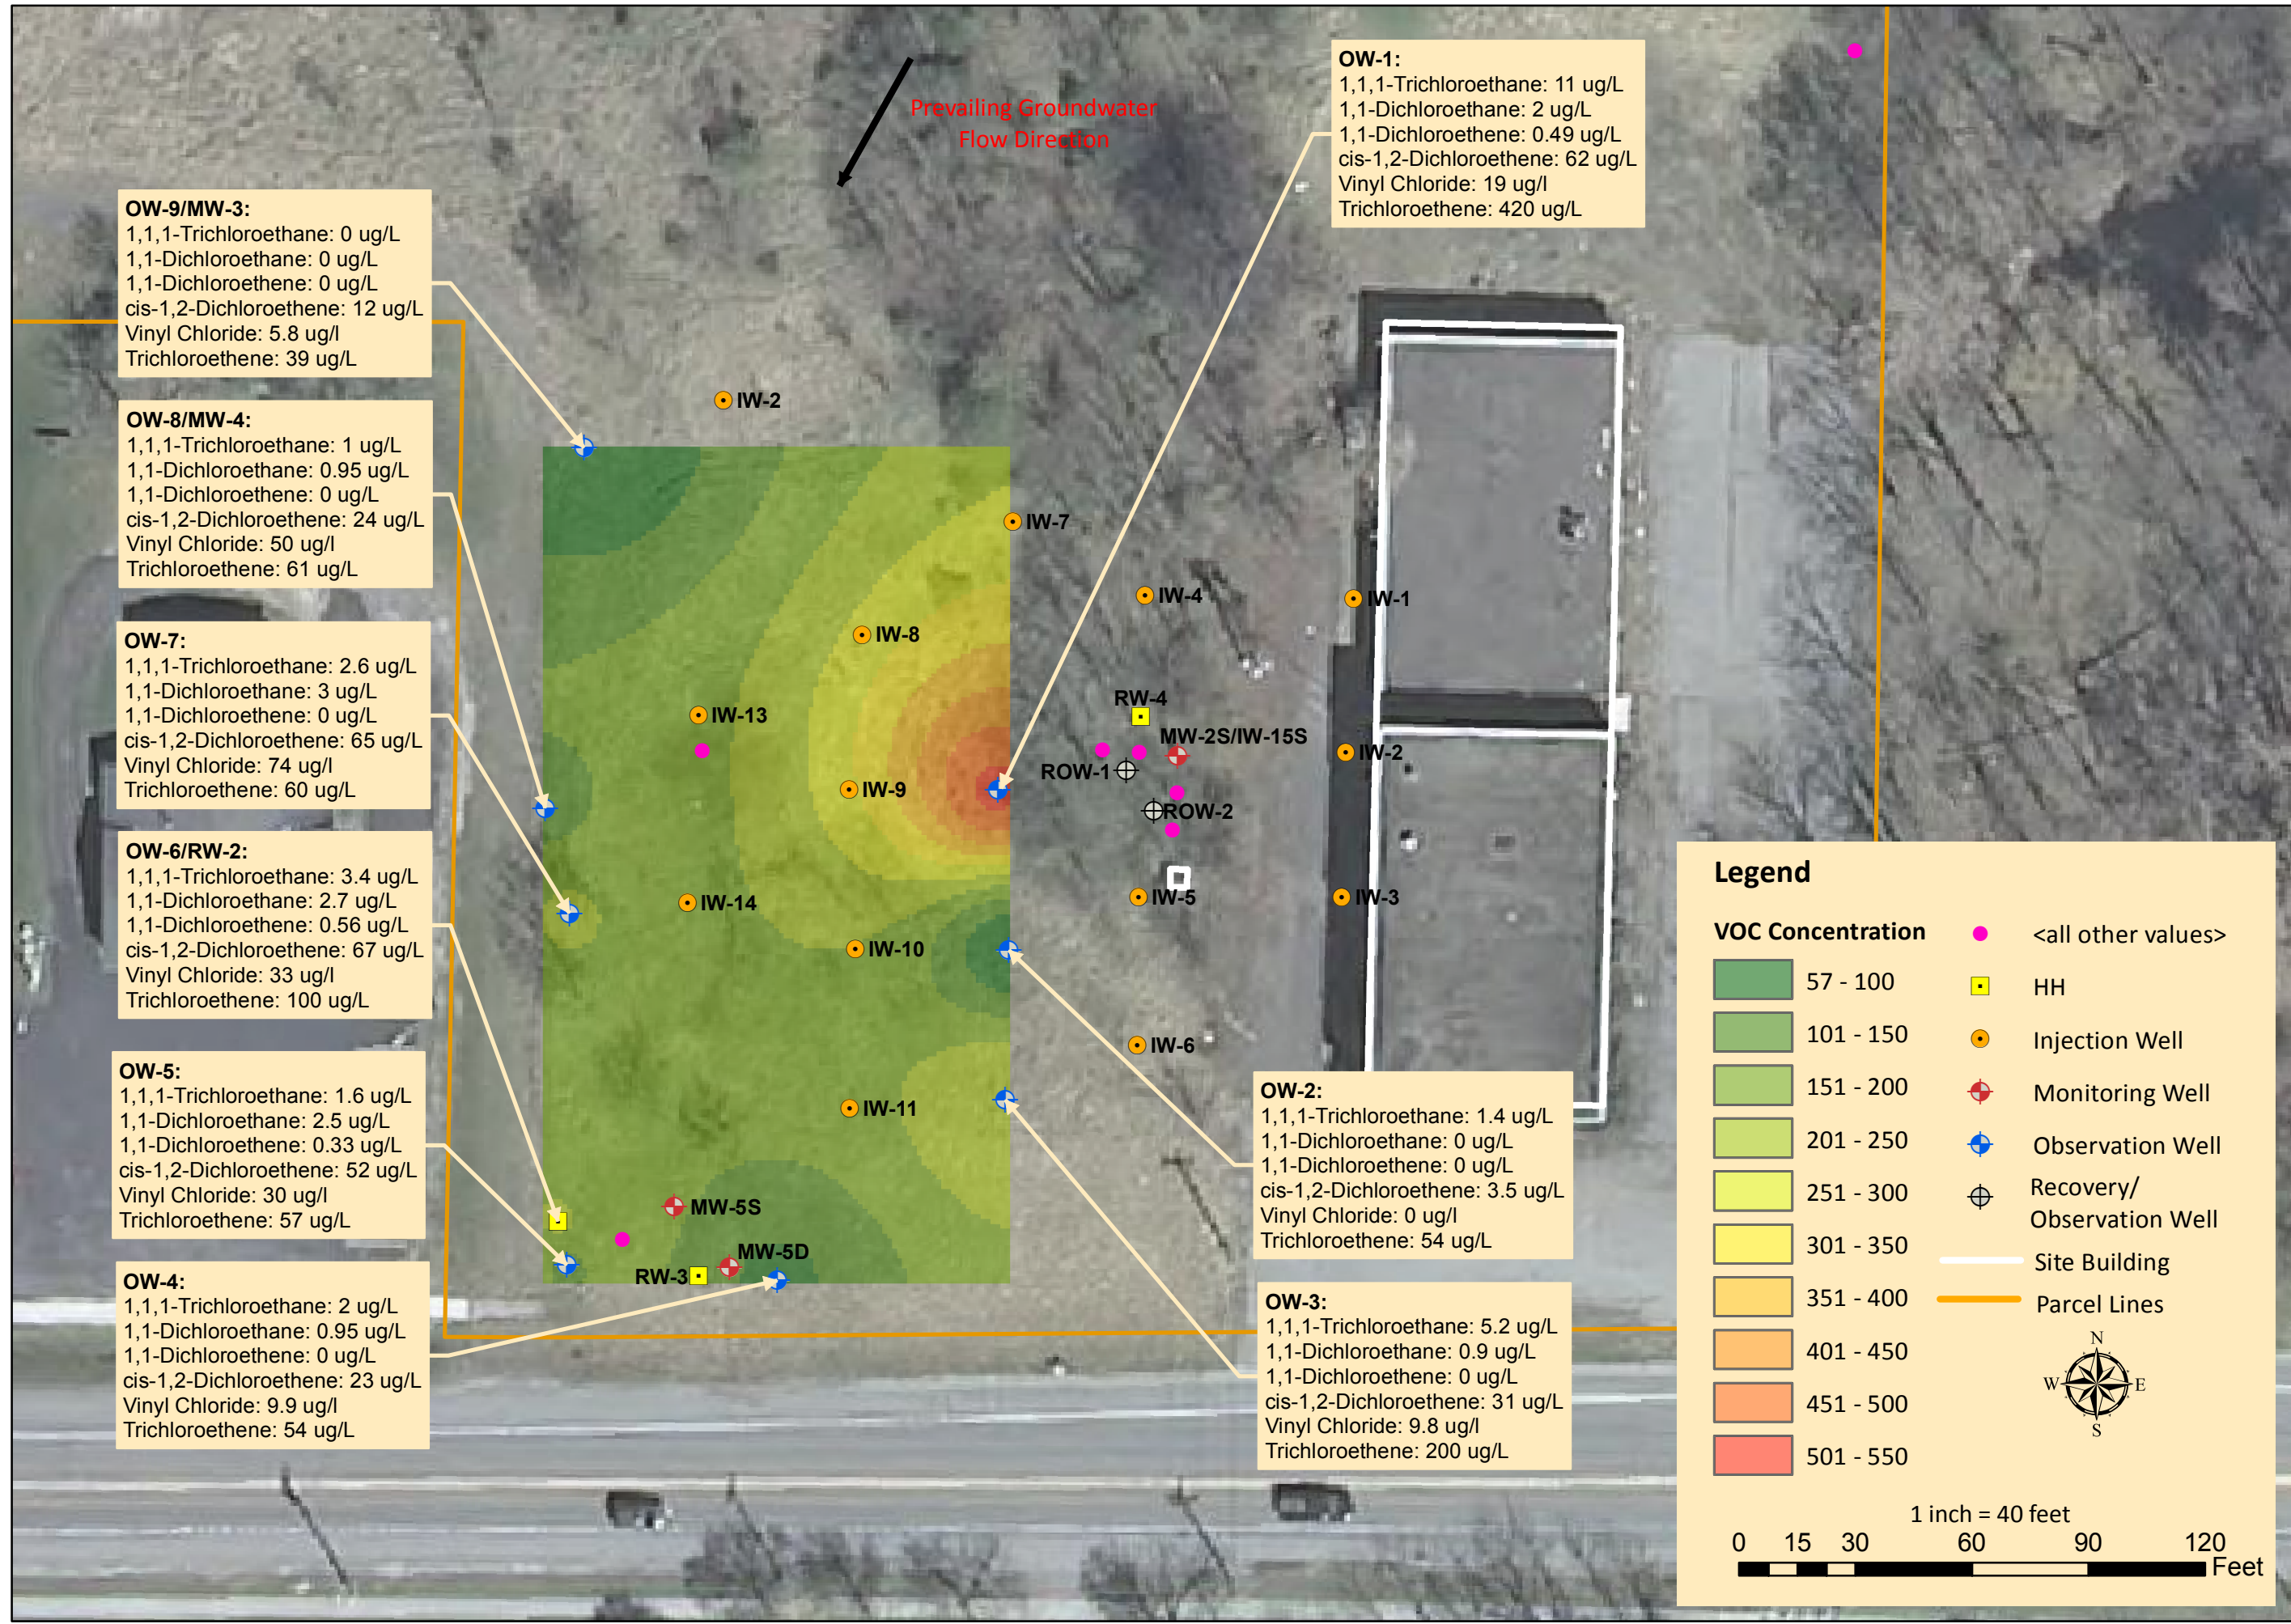 Prevailing Groundwater
Flow Direction
OW-1:
1,1,1-Trichloroethane: 11 ug/L
1,1-Dichloroethane: 2 ug/L
1,1-Dichloroethene: 0.49 ug/L
cis-1,2-Dichloroethene: 62 ug/L
Vinyl Chloride: 19 ug/l
Trichloroethene: 420 ug/L
OW-9/MW-3:
1,1,1-Trichloroethane: 0 ug/L
1,1-Dichloroethane: 0 ug/L
1,1-Dichloroethene: 0 ug/L
cis-1,2-Dichloroethene: 12 ug/L
Vinyl Chloride: 5.8 ug/l
Trichloroethene: 39 ug/L
OW-8/MW-4:
1,1,1-Trichloroethane: 1 ug/L
1,1-Dichloroethane: 0.95 ug/L
1,1-Dichloroethene: 0 ug/L
cis-1,2-Dichloroethene: 24 ug/L
Vinyl Chloride: 50 ug/l
Trichloroethene: 61 ug/L
OW-7:
1,1,1-Trichloroethane: 2.6 ug/L
1,1-Dichloroethane: 3 ug/L
1,1-Dichloroethene: 0 ug/L
cis-1,2-Dichloroethene: 65 ug/L
Vinyl Chloride: 74 ug/l
Trichloroethene: 60 ug/L
OW-6/RW-2:
1,1,1-Trichloroethane: 3.4 ug/L
1,1-Dichloroethane: 2.7 ug/L
1,1-Dichloroethene: 0.56 ug/L
cis-1,2-Dichloroethene: 67 ug/L
Vinyl Chloride: 33 ug/l
Trichloroethene: 100 ug/L
OW-5:
1,1,1-Trichloroethane: 1.6 ug/L
1,1-Dichloroethane: 2.5 ug/L
1,1-Dichloroethene: 0.33 ug/L
cis-1,2-Dichloroethene: 52 ug/L
Vinyl Chloride: 30 ug/l
Trichloroethene: 57 ug/L
OW-4:
1,1,1-Trichloroethane: 2 ug/L
1,1-Dichloroethane: 0.95 ug/L
1,1-Dichloroethene: 0 ug/L
cis-1,2-Dichloroethene: 23 ug/L
Vinyl Chloride: 9.9 ug/l
Trichloroethene: 54 ug/L
IW-2
IW-7
IW-4
IW-1
IW-8
RW-4
IW-13
MW-2S/IW-15S
IW-2
ROW-1
IW-9
ROW-2
IW-5
IW-3
IW-14
IW-10
IW-6
IW-11
MW-5S
MW-5D
RW-3
OW-2:
1,1,1-Trichloroethane: 1.4 ug/L
1,1-Dichloroethane: 0 ug/L
1,1-Dichloroethene: 0 ug/L
cis-1,2-Dichloroethene: 3.5 ug/L
Vinyl Chloride: 0 ug/l
Trichloroethene: 54 ug/L
OW-3:
1,1,1-Trichloroethane: 5.2 ug/L
1,1-Dichloroethane: 0.9 ug/L
1,1-Dichloroethene: 0 ug/L
cis-1,2-Dichloroethene: 31 ug/L
Vinyl Chloride: 9.8 ug/l
Trichloroethene: 200 ug/L
Legend
VOC Concentration
57 - 100
101 - 150
151 - 200
201 - 250
251 - 300
301 - 350
351 - 400
401 - 450
451 - 500
501 - 550
<all other values>
HH
Injection Well
Monitoring Well
Observation Well
Recovery/
Observation Well
Site Building
Parcel Lines
N
W E
S
1 inch = 40 feet
0 15 30 60 90 120
Feet